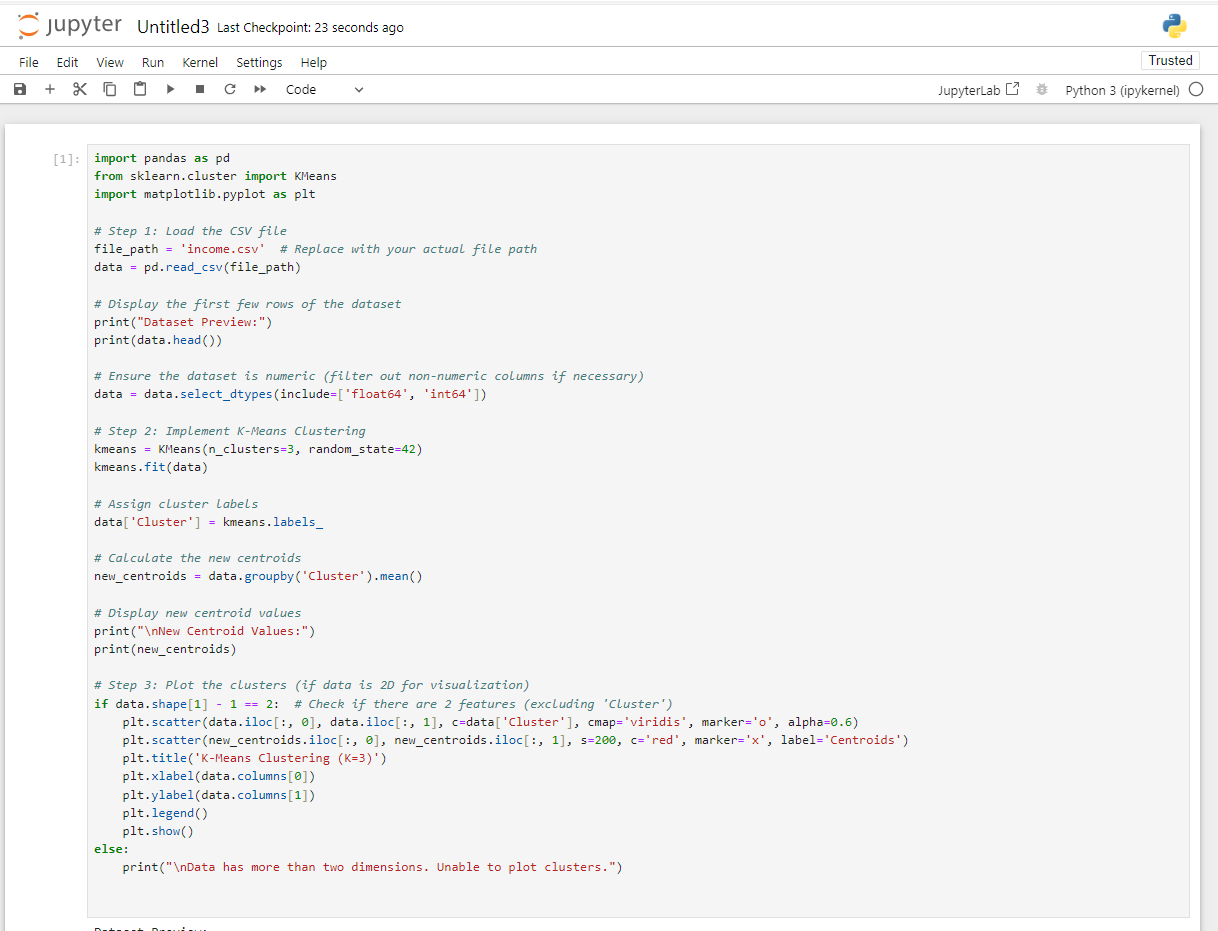 jupyter Untitled3 Last Checkpoint: 23 seconds ago
File Edit View Run Kernel Settings Help Trusted
Code JupyterLab Python 3 (ipykernel)
[1]:
import pandas as pd
from sklearn.cluster import KMeans
import matplotlib.pyplot as plt

# Step 1: Load the CSV file
file_path = 'income.csv'  # Replace with your actual file path
data = pd.read_csv(file_path)

# Display the first few rows of the dataset
print("Dataset Preview:")
print(data.head())

# Ensure the dataset is numeric (filter out non-numeric columns if necessary)
data = data.select_dtypes(include=['float64', 'int64'])

# Step 2: Implement K-Means Clustering
kmeans = KMeans(n_clusters=3, random_state=42)
kmeans.fit(data)

# Assign cluster labels
data['Cluster'] = kmeans.labels_

# Calculate the new centroids
new_centroids = data.groupby('Cluster').mean()

# Display new centroid values
print("\nNew Centroid Values:")
print(new_centroids)

# Step 3: Plot the clusters (if data is 2D for visualization)
if data.shape[1] - 1 == 2:  # Check if there are 2 features (excluding 'Cluster')
    plt.scatter(data.iloc[:, 0], data.iloc[:, 1], c=data['Cluster'], cmap='viridis', marker='o', alpha=0.6)
    plt.scatter(new_centroids.iloc[:, 0], new_centroids.iloc[:, 1], s=200, c='red', marker='x', label='Centroids')
    plt.title('K-Means Clustering (K=3)')
    plt.xlabel(data.columns[0])
    plt.ylabel(data.columns[1])
    plt.legend()
    plt.show()
else:
    print("\nData has more than two dimensions. Unable to plot clusters.")
Dataset Preview: